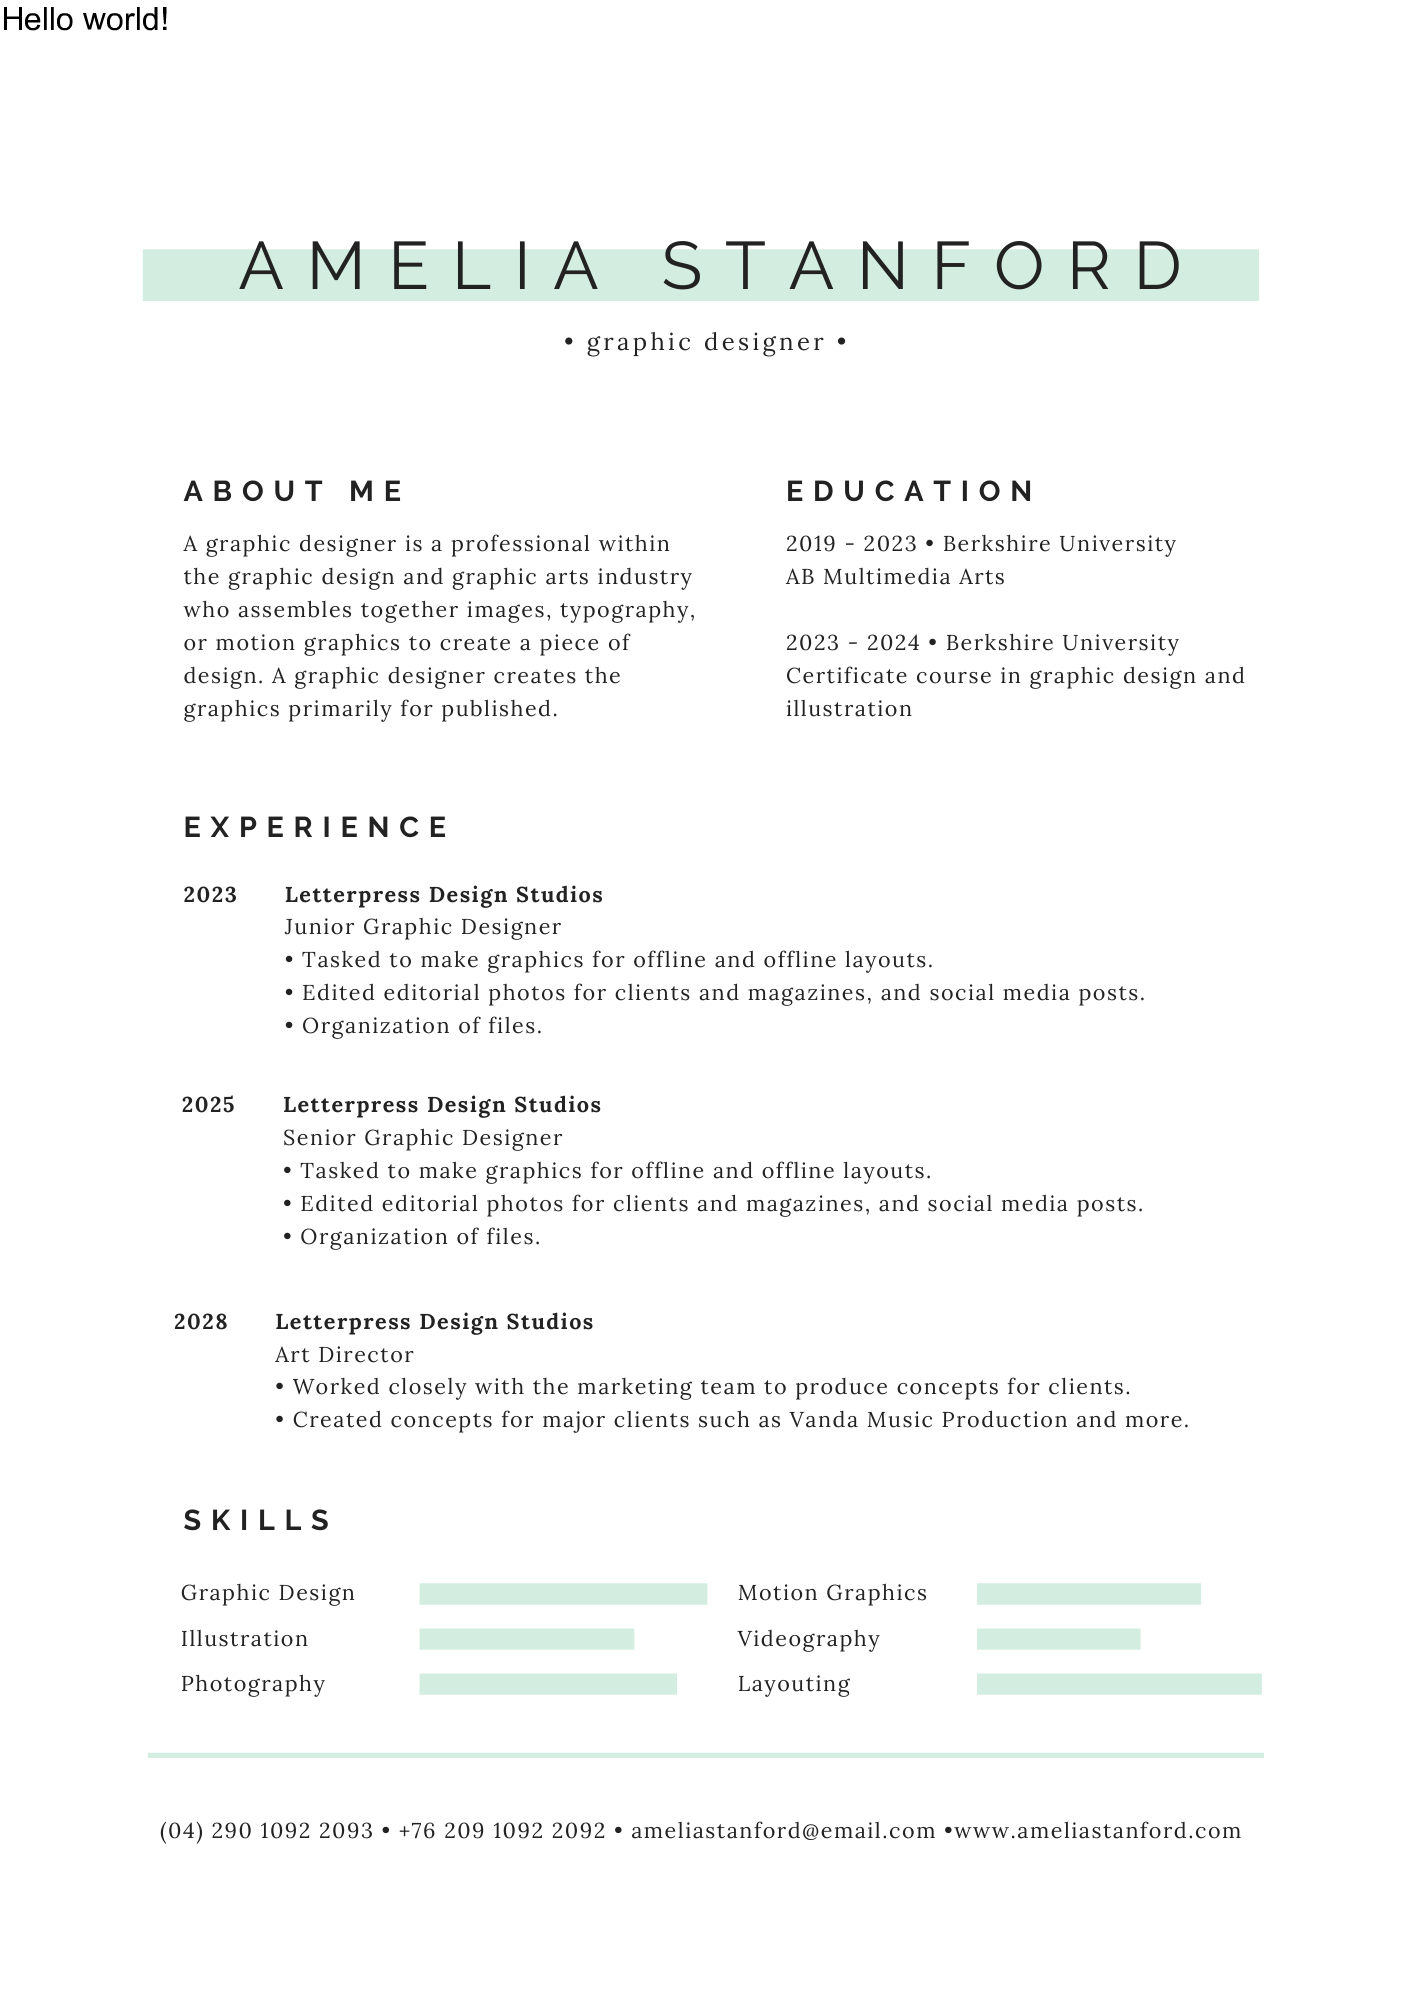 Hello world!
AMELIA STANFORD
• graphic designer •
ABOUT ME
A graphic designer is a professional within
the graphic design and graphic arts industry
who assembles together images, typography,
or motion graphics to create a piece of
design. A graphic designer creates the
graphics primarily for published.
EDUCATION
2019 - 2023 • Berkshire University
AB Multimedia Arts
2023 - 2024 • Berkshire University
Certificate course in graphic design and
illustration
EXPERIENCE
2023 Letterpress Design Studios
Junior Graphic Designer
• Tasked to make graphics for offline and offline layouts.
• Edited editorial photos for clients and magazines, and social media posts.
• Organization of files.
2025 Letterpress Design Studios
Senior Graphic Designer
• Tasked to make graphics for offline and offline layouts.
• Edited editorial photos for clients and magazines, and social media posts.
• Organization of files.
2028 Letterpress Design Studios
Art Director
• Worked closely with the marketing team to produce concepts for clients.
• Created concepts for major clients such as Vanda Music Production and more.
SKILLS
Graphic Design
Illustration
Photography
Motion Graphics
Videography
Layouting
(04) 290 1092 2093 • +76 209 1092 2092 • ameliastanford@email.com •www.ameliastanford.com